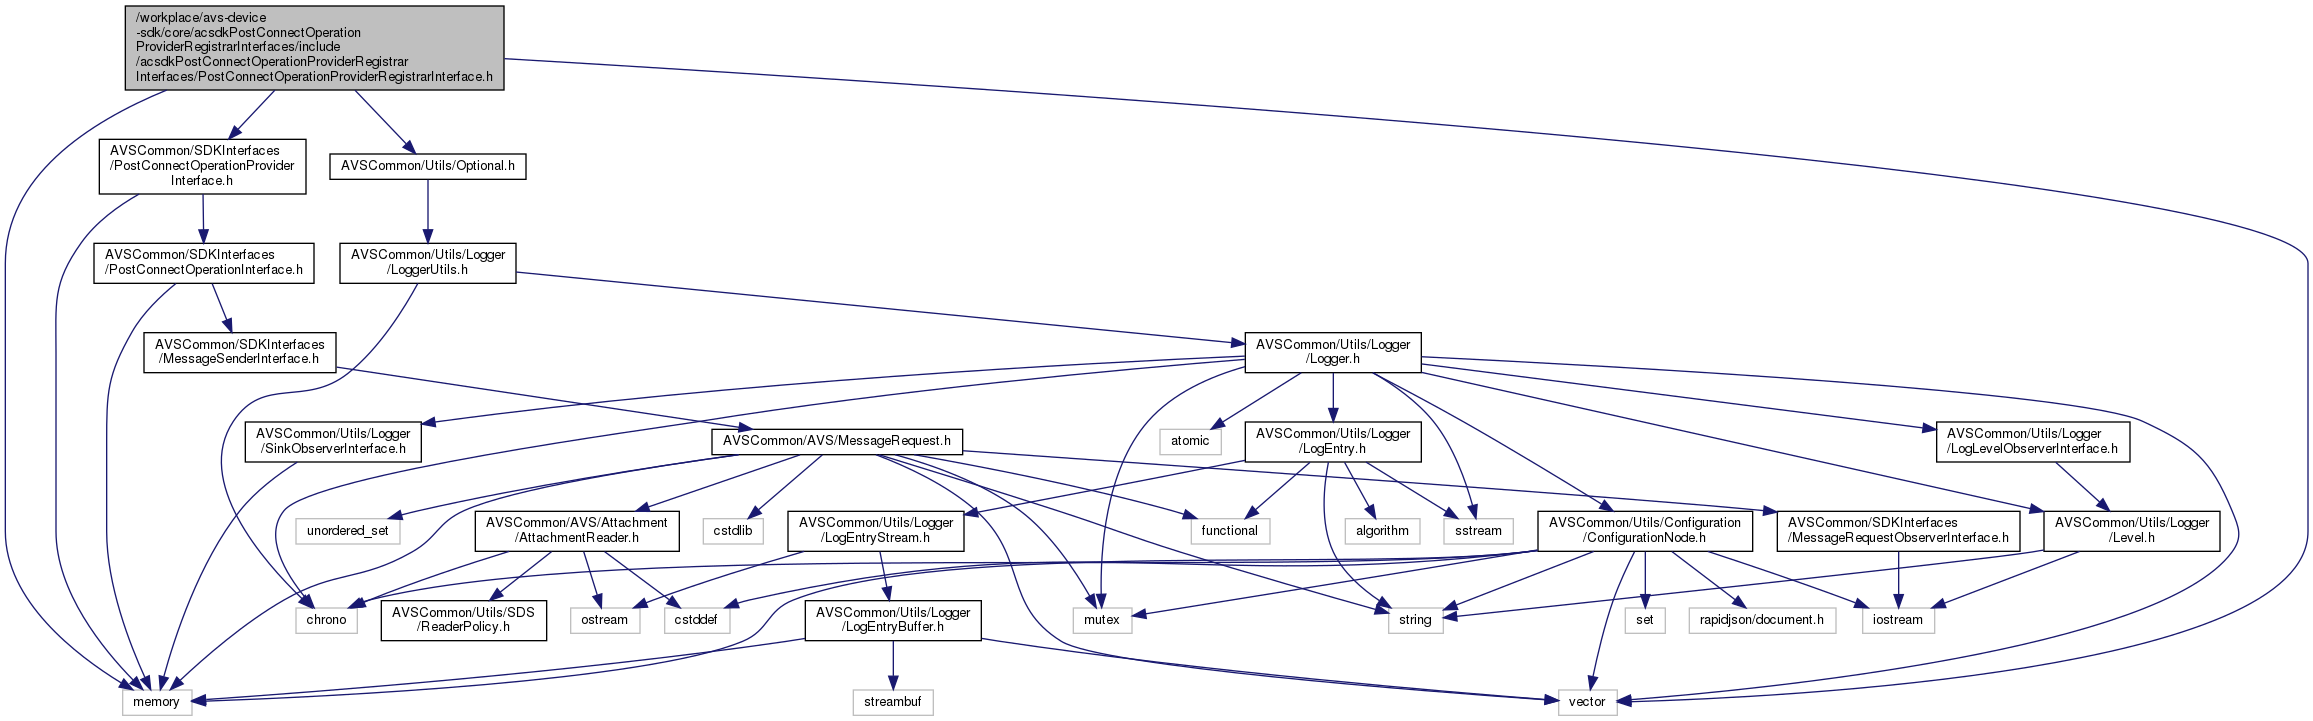 /workplace/avs-device
-sdk/core/acsdkPostConnectOperation
ProviderRegistrarInterfaces/include
/acsdkPostConnectOperationProviderRegistrar
Interfaces/PostConnectOperationProviderRegistrarInterface.h
AVSCommon/SDKInterfaces
/PostConnectOperationProvider
Interface.h
AVSCommon/Utils/Optional.h
AVSCommon/SDKInterfaces
/PostConnectOperationInterface.h
AVSCommon/Utils/Logger
/LoggerUtils.h
AVSCommon/SDKInterfaces
/MessageSenderInterface.h
AVSCommon/Utils/Logger
/Logger.h
AVSCommon/Utils/Logger
/SinkObserverInterface.h
AVSCommon/AVS/MessageRequest.h
atomic
AVSCommon/Utils/Logger
/LogEntry.h
AVSCommon/Utils/Logger
/LogLevelObserverInterface.h
unordered_set
AVSCommon/AVS/Attachment
/AttachmentReader.h
cstdlib
AVSCommon/Utils/Logger
/LogEntryStream.h
functional
algorithm
sstream
AVSCommon/Utils/Configuration
/ConfigurationNode.h
AVSCommon/SDKInterfaces
/MessageRequestObserverInterface.h
AVSCommon/Utils/Logger
/Level.h
chrono
AVSCommon/Utils/SDS
/ReaderPolicy.h
ostream
cstddef
AVSCommon/Utils/Logger
/LogEntryBuffer.h
mutex
string
set
rapidjson/document.h
iostream
memory
streambuf
vector